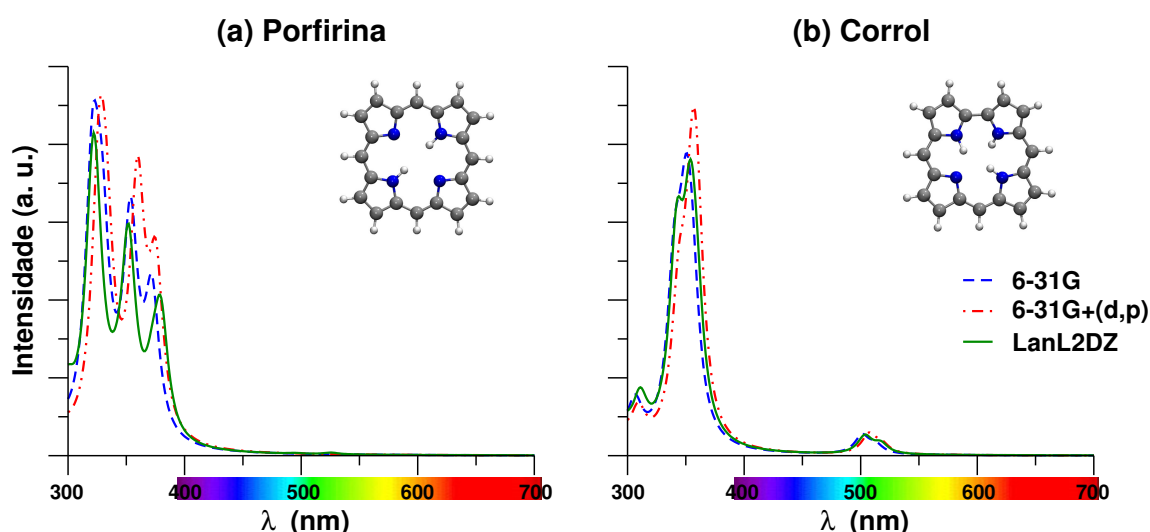 (a) Porfirina
(b) Corrol
Intensidade (a. u.)
6-31G
6-31G+(d,p)
LanL2DZ
300 400 500 600 700
300 400 500 600 700
λ (nm)
λ (nm)